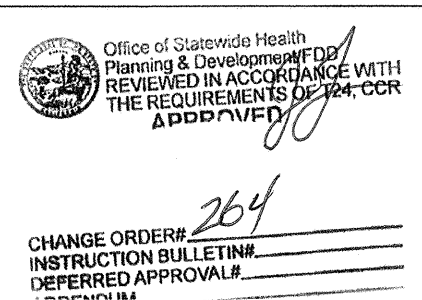 Office of Statewide Health
Planning & Development/FDD
REVIEWED IN ACCORDANCE WITH
THE REQUIREMENTS OF T24, CCR
APPROVED
CHANGE ORDER# 264
INSTRUCTION BULLETIN#
DEFERRED APPROVAL#
ADDENDUM